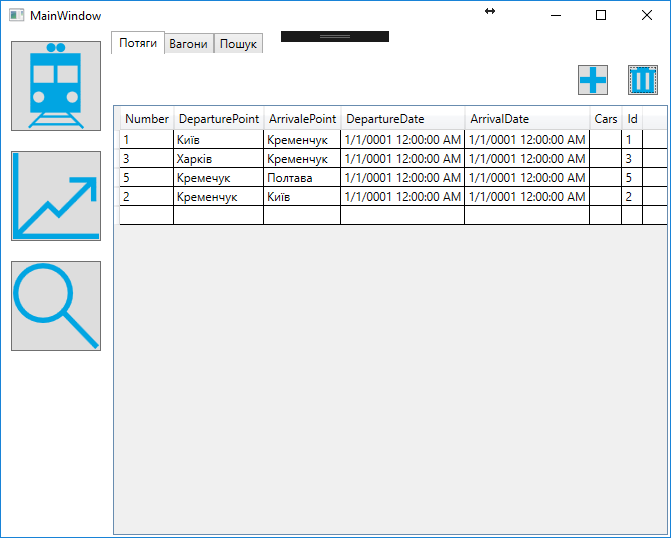 MainWindow
Потяги Вагони Пошук
Number DeparturePoint ArrivalePoint DepartureDate ArrivalDate Cars Id
1 Київ Кременчук 1/1/0001 12:00:00 AM 1/1/0001 12:00:00 AM 1
3 Харків Кременчук 1/1/0001 12:00:00 AM 1/1/0001 12:00:00 AM 3
5 Кремечук Полтава 1/1/0001 12:00:00 AM 1/1/0001 12:00:00 AM 5
2 Кременчук Київ 1/1/0001 12:00:00 AM 1/1/0001 12:00:00 AM 2